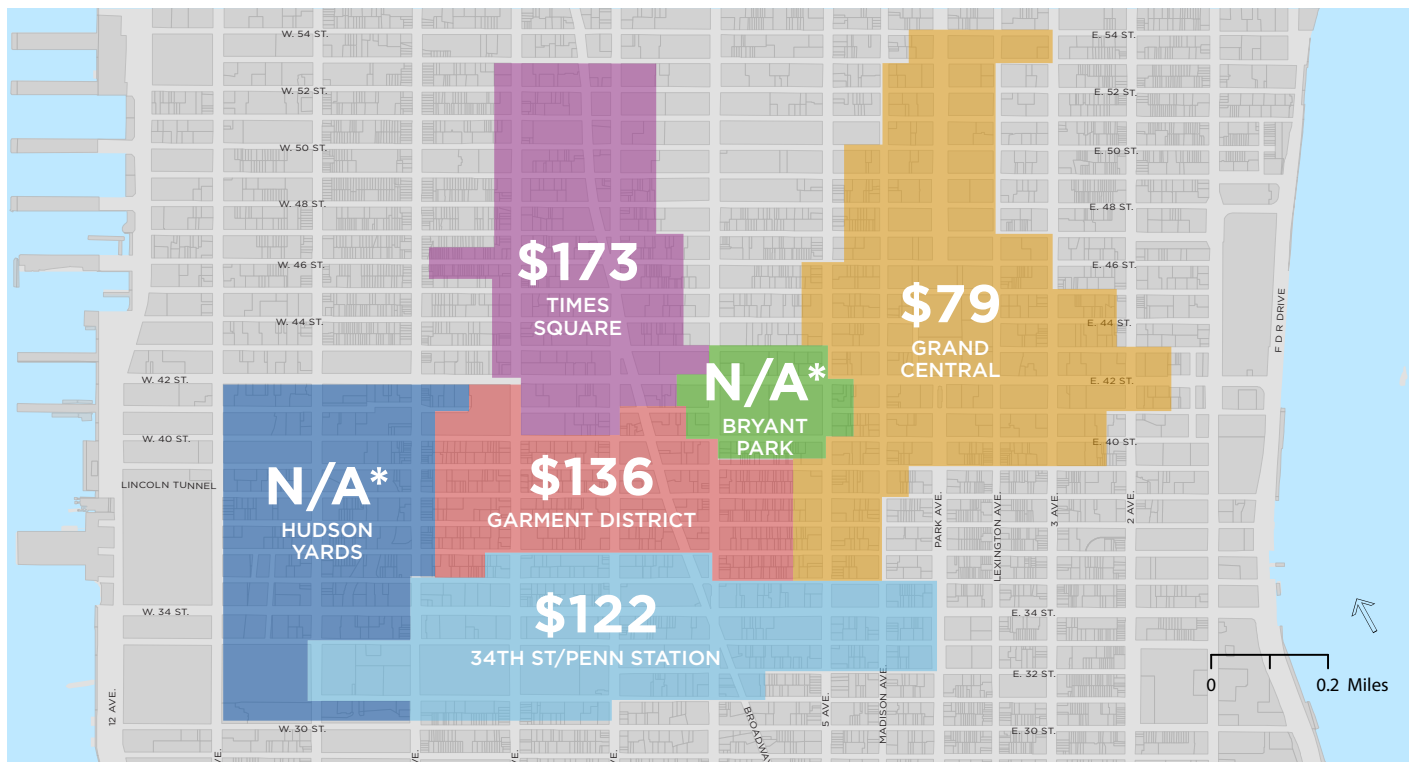 W. 54 ST.
E. 54 ST.
W. 52 ST.
E. 52 ST.
W. 50 ST.
E. 50 ST.
W. 48 ST.
E. 48 ST.
$173
TIMES
SQUARE
W. 46 ST.
E. 46 ST.
$79
GRAND
CENTRAL
W. 44 ST.
E. 44 ST.
F D R DRIVE
W. 42 ST.
E. 42 ST.
N/A*
BRYANT
PARK
W. 40 ST.
E. 40 ST.
LINCOLN TUNNEL
N/A*
HUDSON
YARDS
$136
GARMENT DISTRICT
PARK AVE.
LEXINGTON AVE.
3 AVE.
2 AVE.
W. 34 ST.
E. 34 ST.
$122
34TH ST/PENN STATION
E. 32 ST.
0
0.2 Miles
12 AVE.
W. 30 ST.
AVE.
AVE.
AVE.
AVE.
BROADWAY
5 AVE.
MADISON AVE.
E. 30 ST.